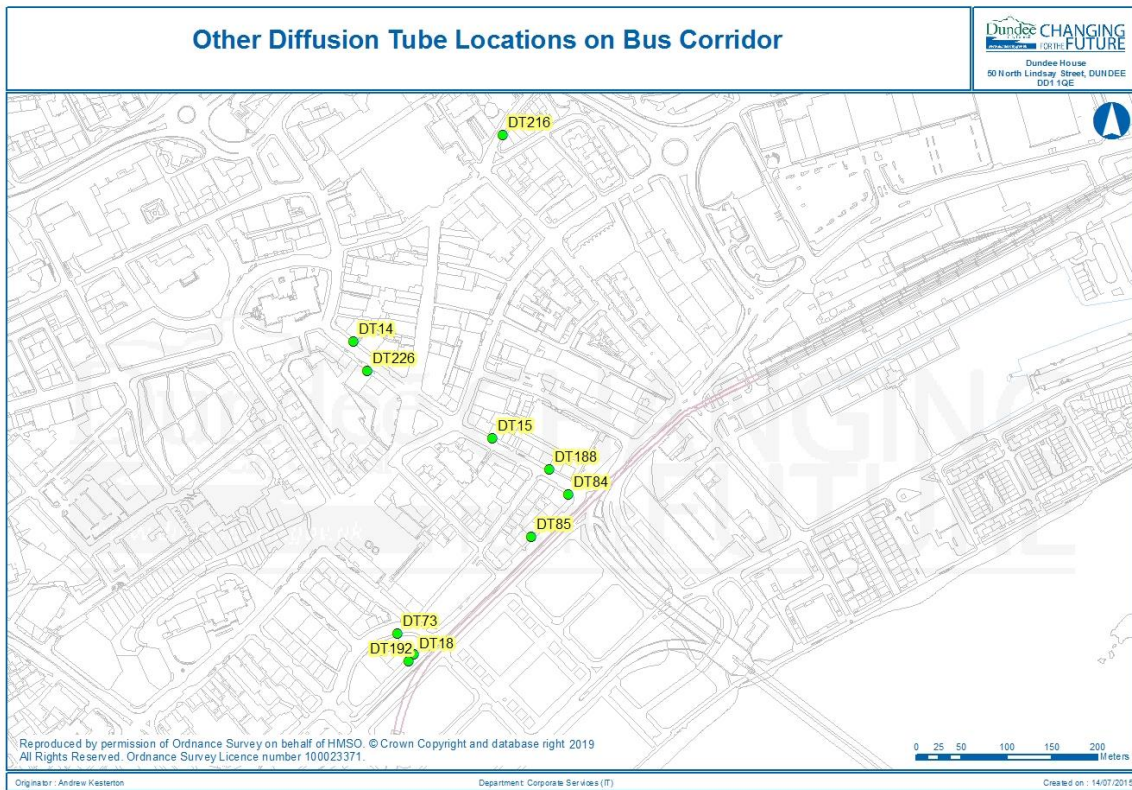 Other Diffusion Tube Locations on Bus Corridor
Dundee CHANGING
FOR THE FUTURE
Dundee House
50 North Lindsay Street, DUNDEE
DD1 1QE
DT216
DT14
DT226
DT15
DT188
DT84
DT85
DT73
DT18
DT192
Reproduced by permission of Ordnance Survey on behalf of HMSO. © Crown Copyright and database right 2019
All Rights Reserved. Ordnance Survey Licence number 100023371.
0 25 50 100 150 200
Meters
Originator : Andrew Kesterton
Department: Corporate Services (IT)
Created on : 14/07/2015